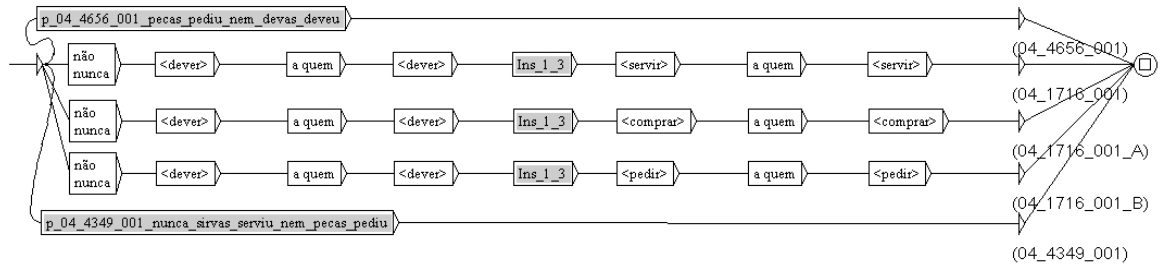 p_04_4656_001_pecas_pediu_nem_devas_deveu
(04_4656_001)
não
nunca
<dever> a quem <dever> Ins_1_3 <servir> a quem <servir>
(04_1716_001)
não
nunca
<dever> a quem <dever> Ins_1_3 <comprar> a quem <comprar>
(04_1716_001_A)
não
nunca
<dever> a quem <dever> Ins_1_3 <pedir> a quem <pedir>
(04_1716_001_B)
p_04_4349_001_nunca_sirvas_serviu_nem_pecas_pediu
(04_4349_001)